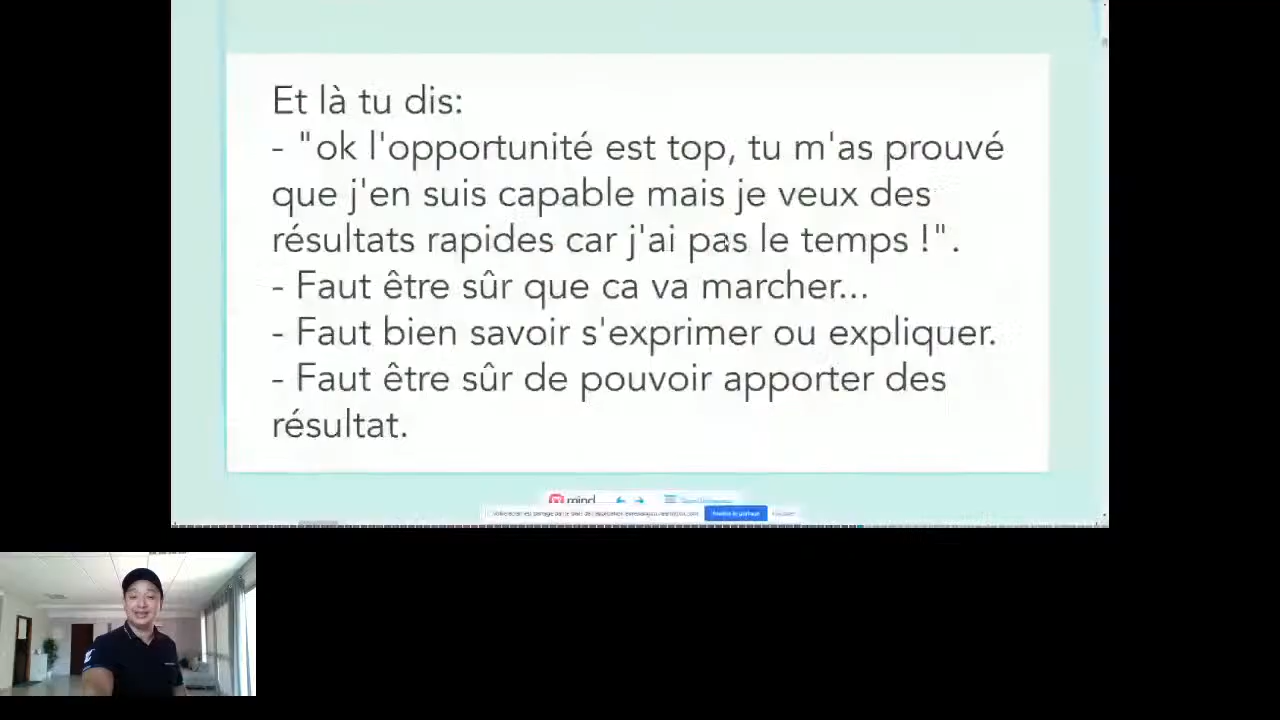 Et là tu dis:
- "ok l'opportunité est top, tu m'as prouvé
que j'en suis capable mais je veux des
résultats rapides car j'ai pas le temps !".
- Faut être sûr que ca va marcher...
- Faut bien savoir s'exprimer ou expliquer.
- Faut être sûr de pouvoir apporter des
résultat.
mind